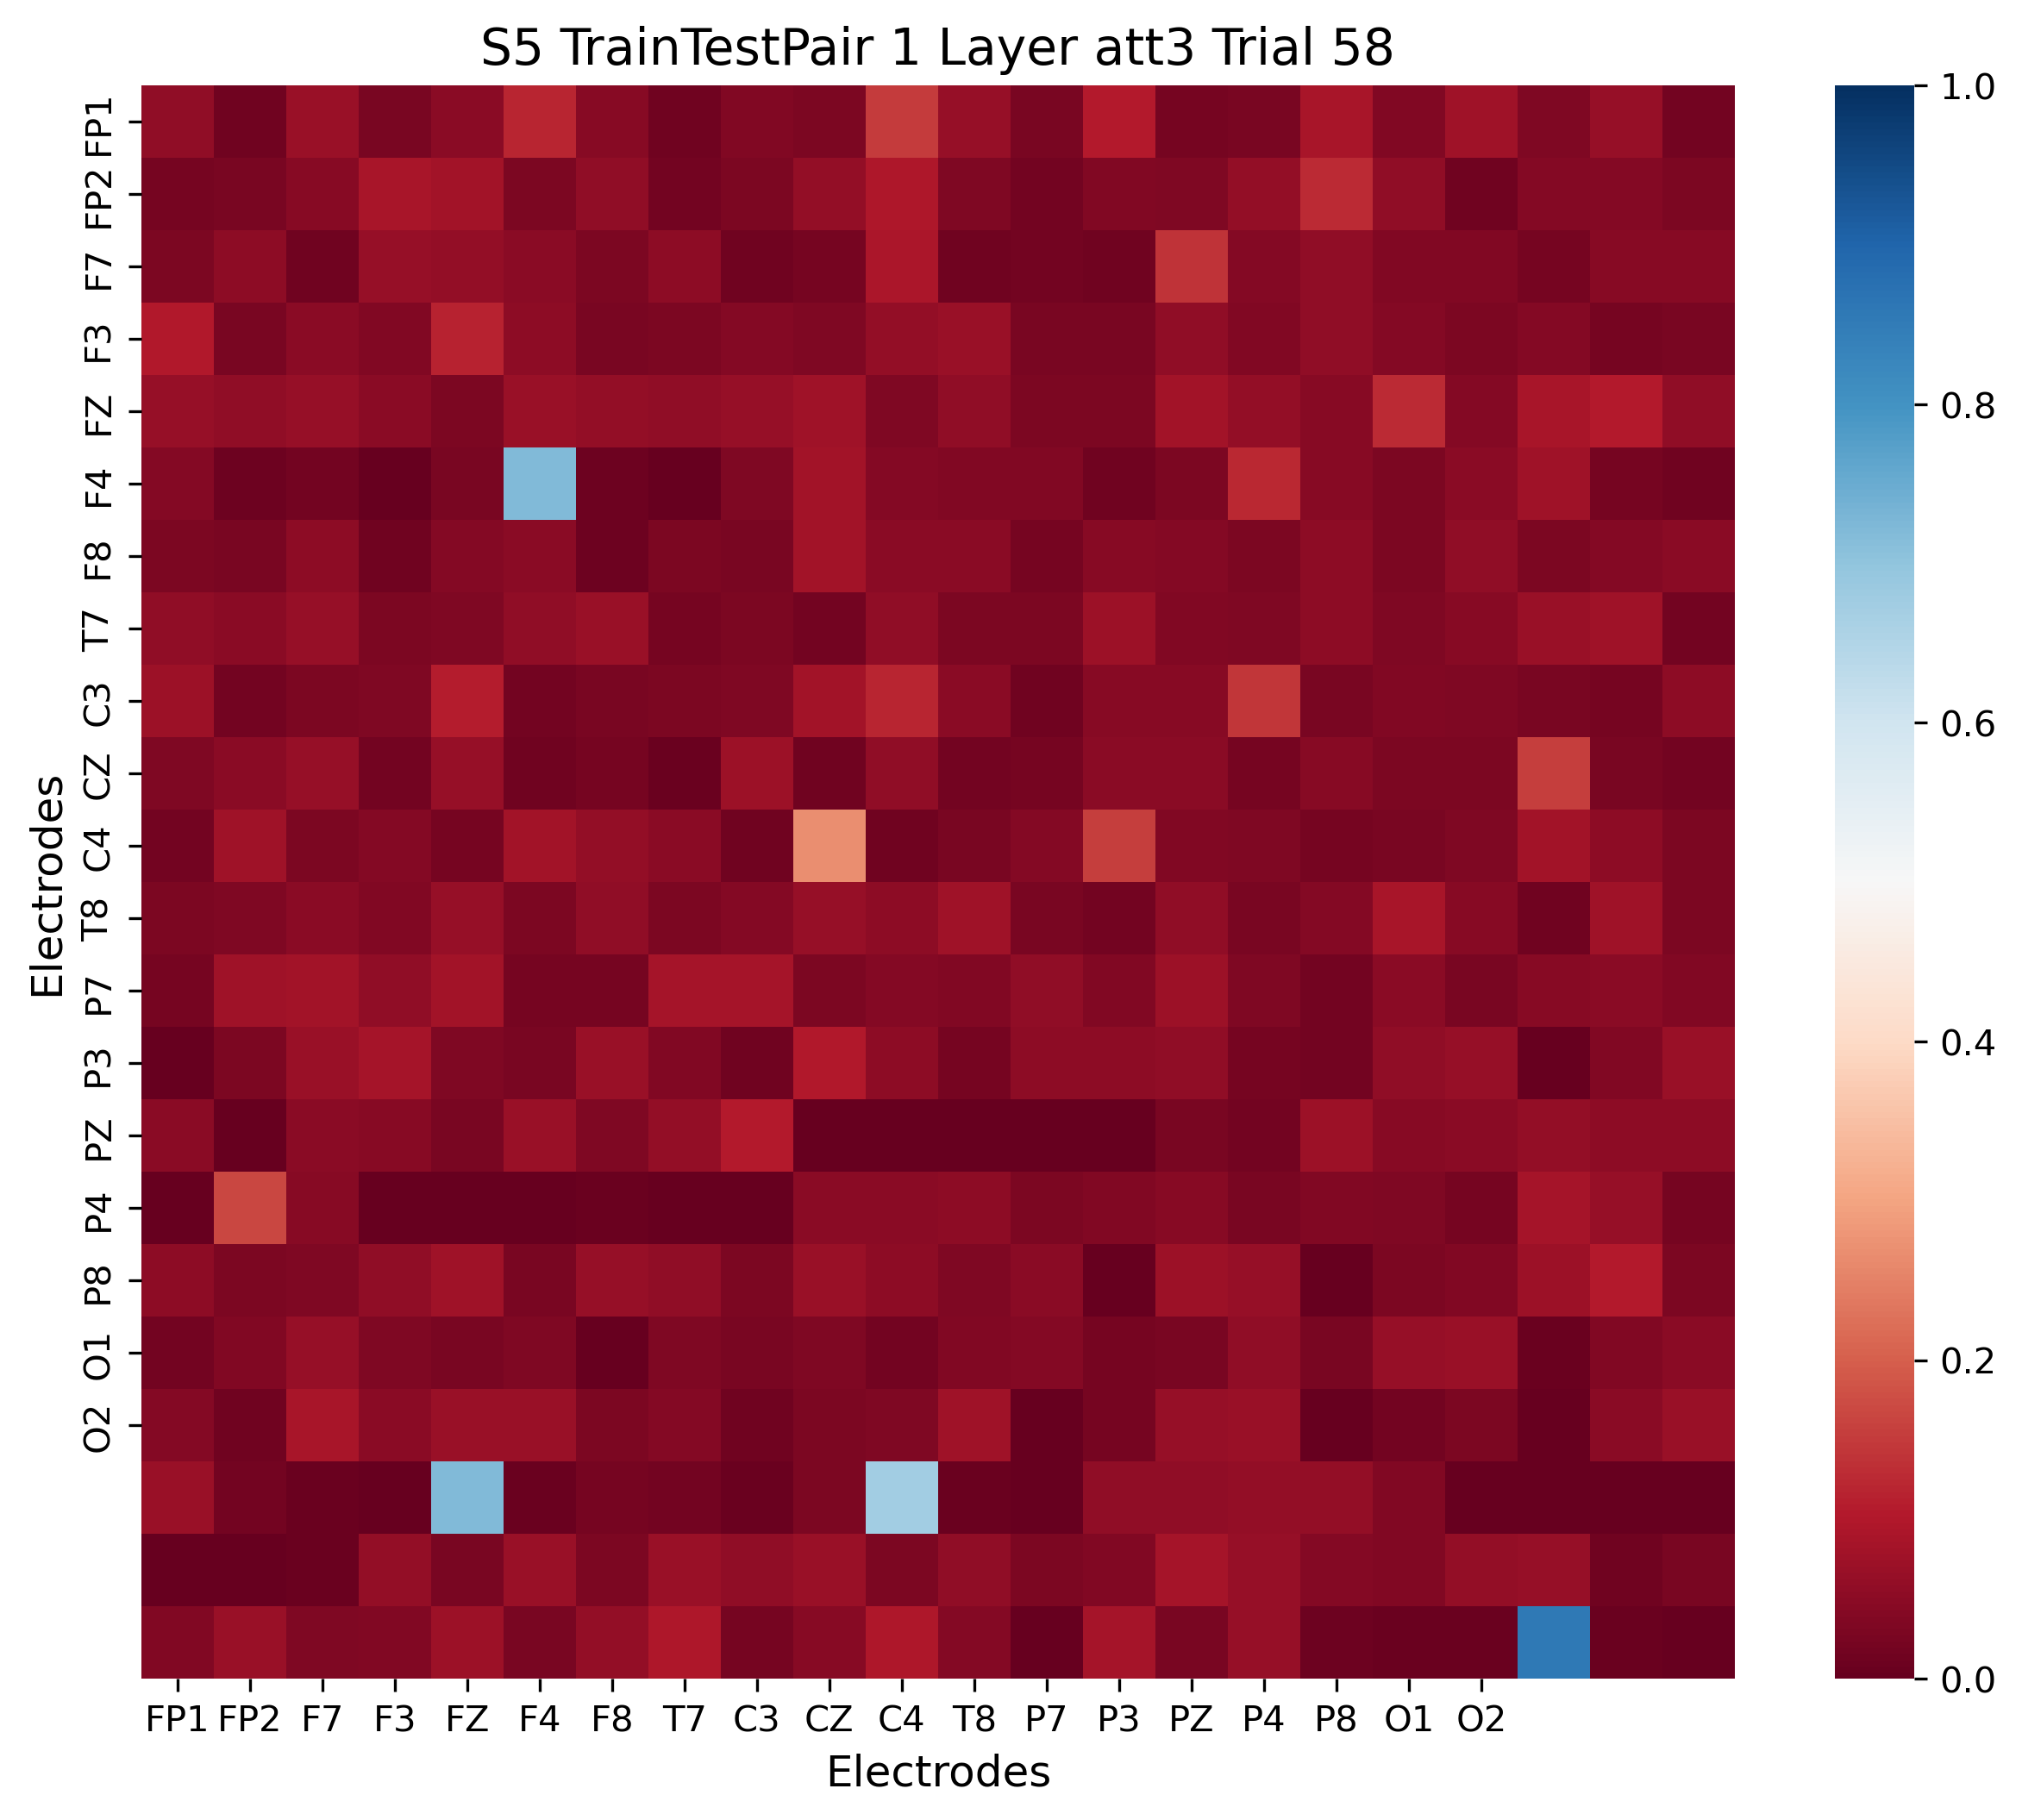 S5 TrainTestPair 1 Layer att3 Trial 58
Electrodes
FP1
FP2
F7
F3
FZ
F4
F8
T7
C3
CZ
C4
T8
P7
P3
PZ
P4
P8
O1
O2
1.0
0.8
0.6
0.4
0.2
0.0
FP1 FP2 F7 F3 FZ F4 F8 T7 C3 CZ C4 T8 P7 P3 PZ P4 P8 O1 O2
Electrodes